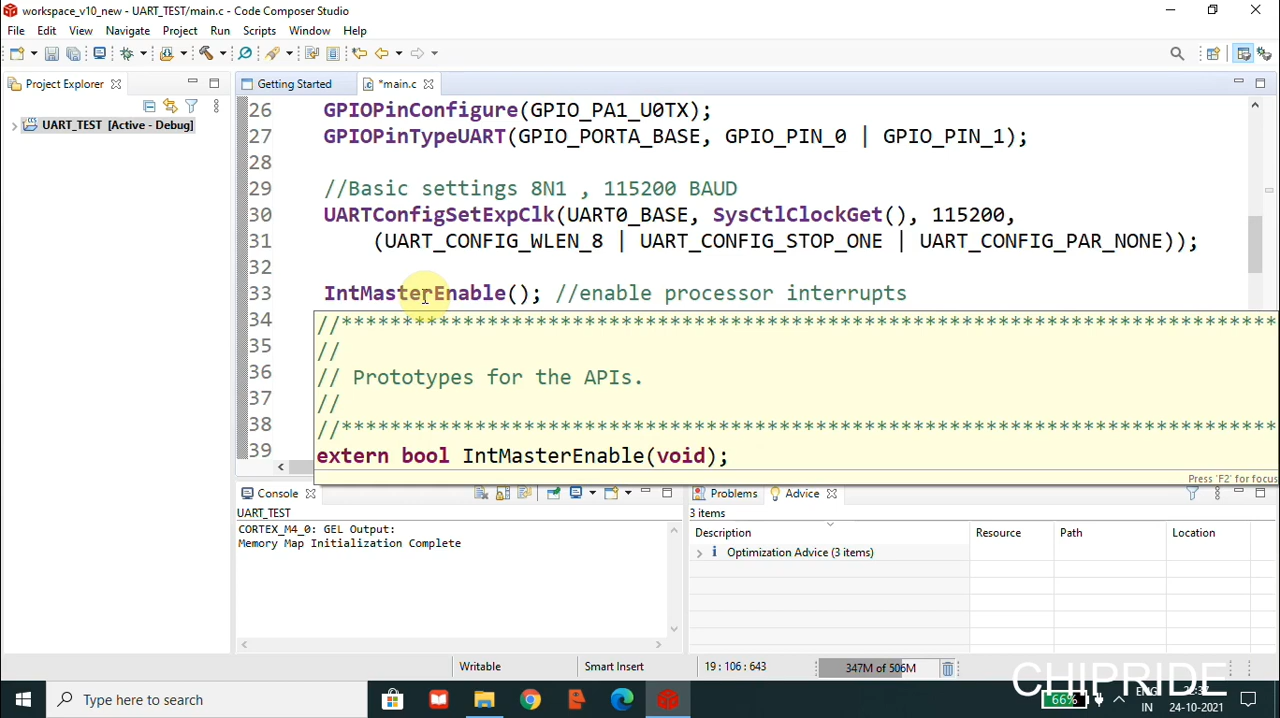 workspace_v10_new - UART_TEST/main.c - Code Composer Studio
File Edit View Navigate Project Run Scripts Window Help
Project Explorer
UART_TEST [Active - Debug]
Getting Started
*main.c
26 GPIOPinConfigure(GPIO_PA1_U0TX);
27 GPIOPinTypeUART(GPIO_PORTA_BASE, GPIO_PIN_0 | GPIO_PIN_1);
28
29 //Basic settings 8N1 , 115200 BAUD
30 UARTConfigSetExpClk(UART0_BASE, SysCtlClockGet(), 115200,
31 (UART_CONFIG_WLEN_8 | UART_CONFIG_STOP_ONE | UART_CONFIG_PAR_NONE));
32
33 IntMasterEnable(); //enable processor interrupts
34 //*****************************************************************************
35 //
36 // Prototypes for the APIs.
37 //
38 //*****************************************************************************
39 extern bool IntMasterEnable(void);
Press 'F2' for focus
Console
UART_TEST
CORTEX_M4_0: GEL Output:
Memory Map Initialization Complete
Problems Advice
3 items
Description Resource Path Location
Optimization Advice (3 items)
Writable Smart Insert 19 : 106 : 643 347M of 506M
CHIPRIDE
Type here to search
66%
ENG
IN 24-10-2021